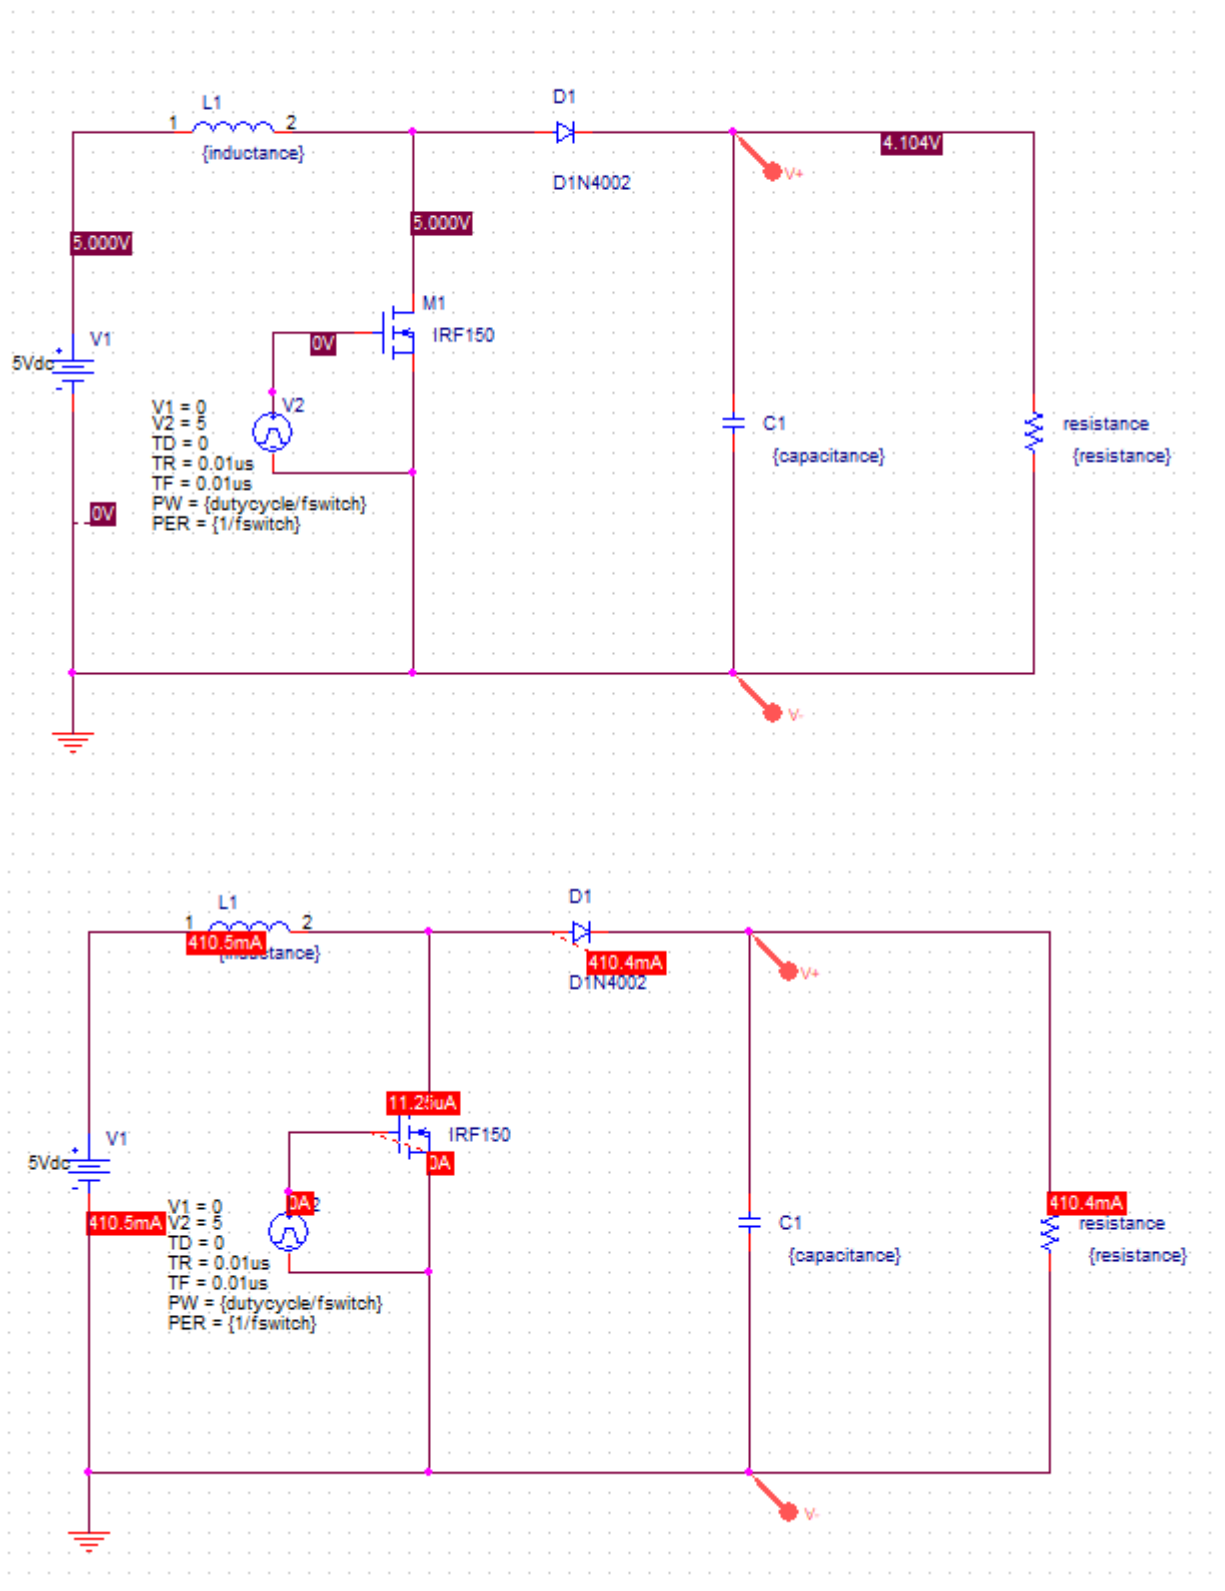 L1
1
2
{inductance}
D1
D1N4002
4.104V
V+
5.000V
5.000V
M1
IRF150
0V
V1
5Vdc
+
-
V2
V1 = 0
V2 = 5
TD = 0
TR = 0.01us
TF = 0.01us
PW = {dutycycle/fswitch}
PER = {1/fswitch}
0V
C1
{capacitance}
resistance
{resistance}
V-
L1
1
2
410.5mA
D1
410.4mA
D1N4002
V+
11.25uA
IRF150
0A
V1
5Vdc
+
-
410.5mA
0A
V1 = 0
V2 = 5
TD = 0
TR = 0.01us
TF = 0.01us
PW = {dutycycle/fswitch}
PER = {1/fswitch}
C1
{capacitance}
410.4mA
resistance
{resistance}
V-